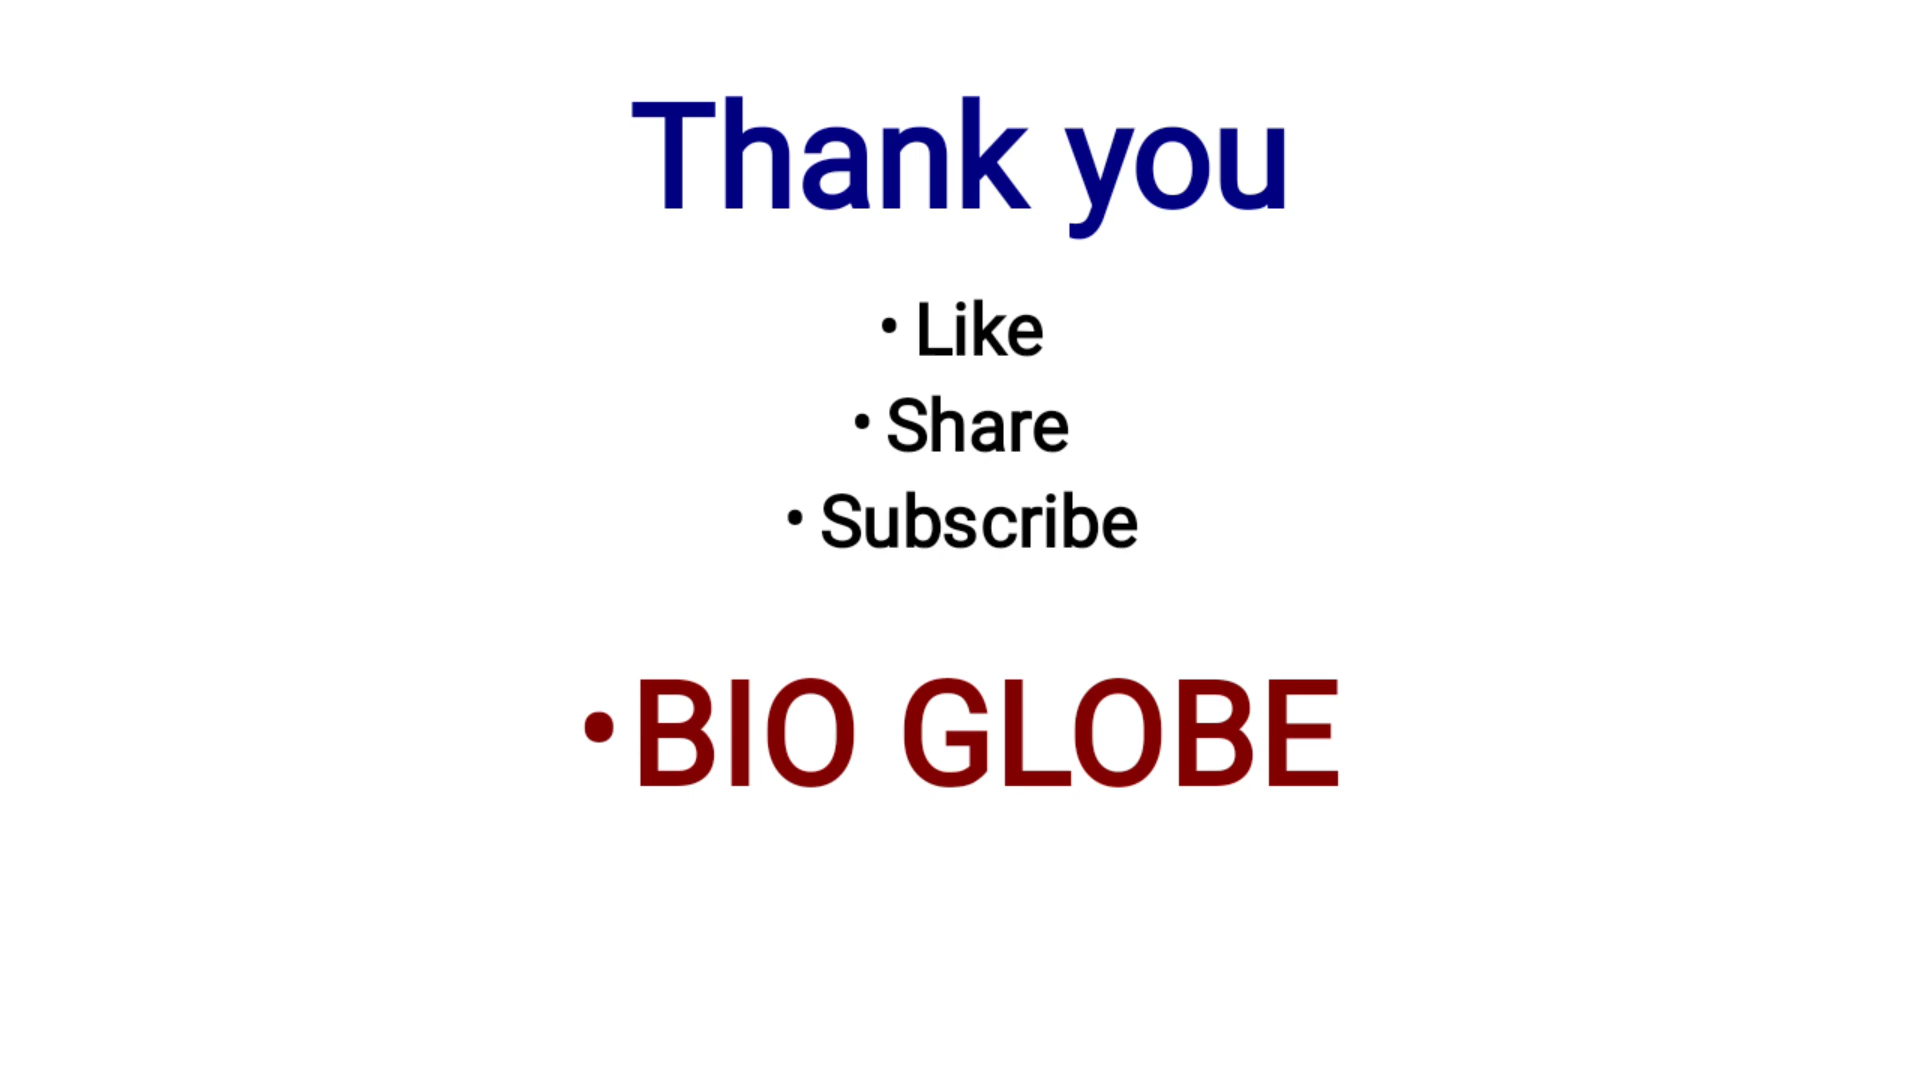 Thank you
• Like
• Share
• Subscribe
• BIO GLOBE